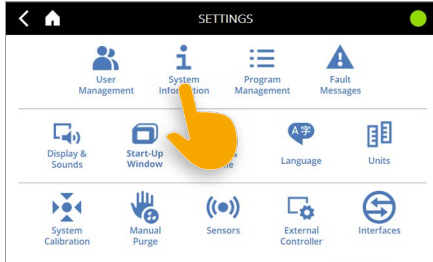 SETTINGS
User
Management
System
Information
Program
Management
Fault
Messages
Display &
Sounds
Start-Up
Window
&
Language
Units
System
Calibration
Manual
Purge
Sensors
External
Controller
Interfaces